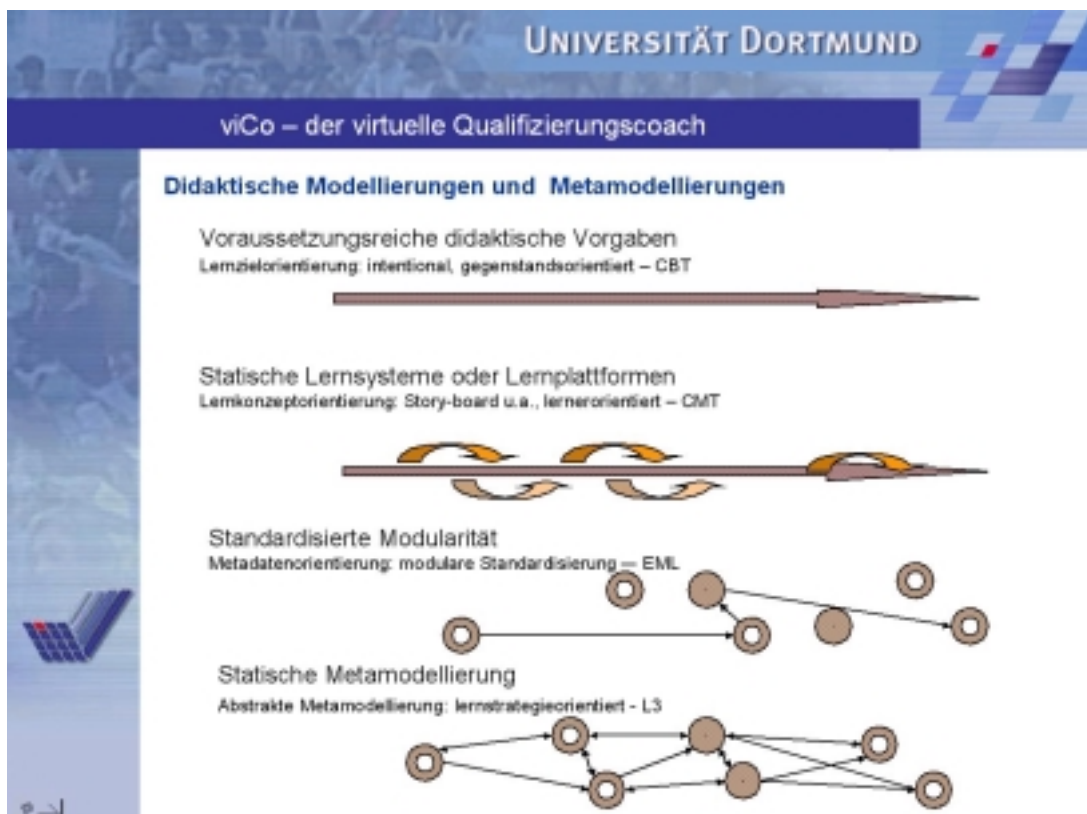 UNIVERSITÄT DORTMUND
viCo – der virtuelle Qualifizierungscoach
Didaktische Modellierungen und Metamodellierungen
Voraussetzungsreiche didaktische Vorgaben
Lernzielorientierung: intentional, gegenstandsorientiert – CBT
Statische Lernsysteme oder Lernplattformen
Lernkonzeptorientierung: Story-board u.a., lernerorientiert – CMT
Standardisierte Modularität
Metadatenorientierung: modulare Standardisierung — EML
Statische Metamodellierung
Abstrakte Metamodellierung: lernstrategieorientiert - L3